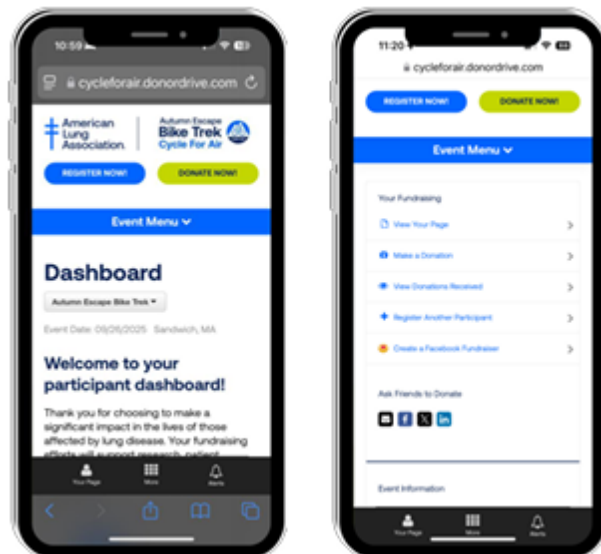 10:59
cycleforair.donordrive.com
American
Lung
Association.
Autumn Escape
Bike Trek
Cycle For Air
REGISTER NOW!
DONATE NOW!
Event Menu
Dashboard
Autumn Escape Bike Trek
Event Date: 09/26/2025 Sandwich, MA
Welcome to your
participant dashboard!
Thank you for choosing to make a
significant impact in the lives of those
affected by lung disease. Your fundraising
efforts will support research, patient
Your Page
More
Alerts
11:20
cycleforair.donordrive.com
REGISTER NOW!
DONATE NOW!
Event Menu
Your Fundraising
View Your Page
Make a Donation
View Donations Received
Register Another Participant
Create a Facebook Fundraiser
Ask Friends to Donate
Event Information
Your Page
More
Alerts